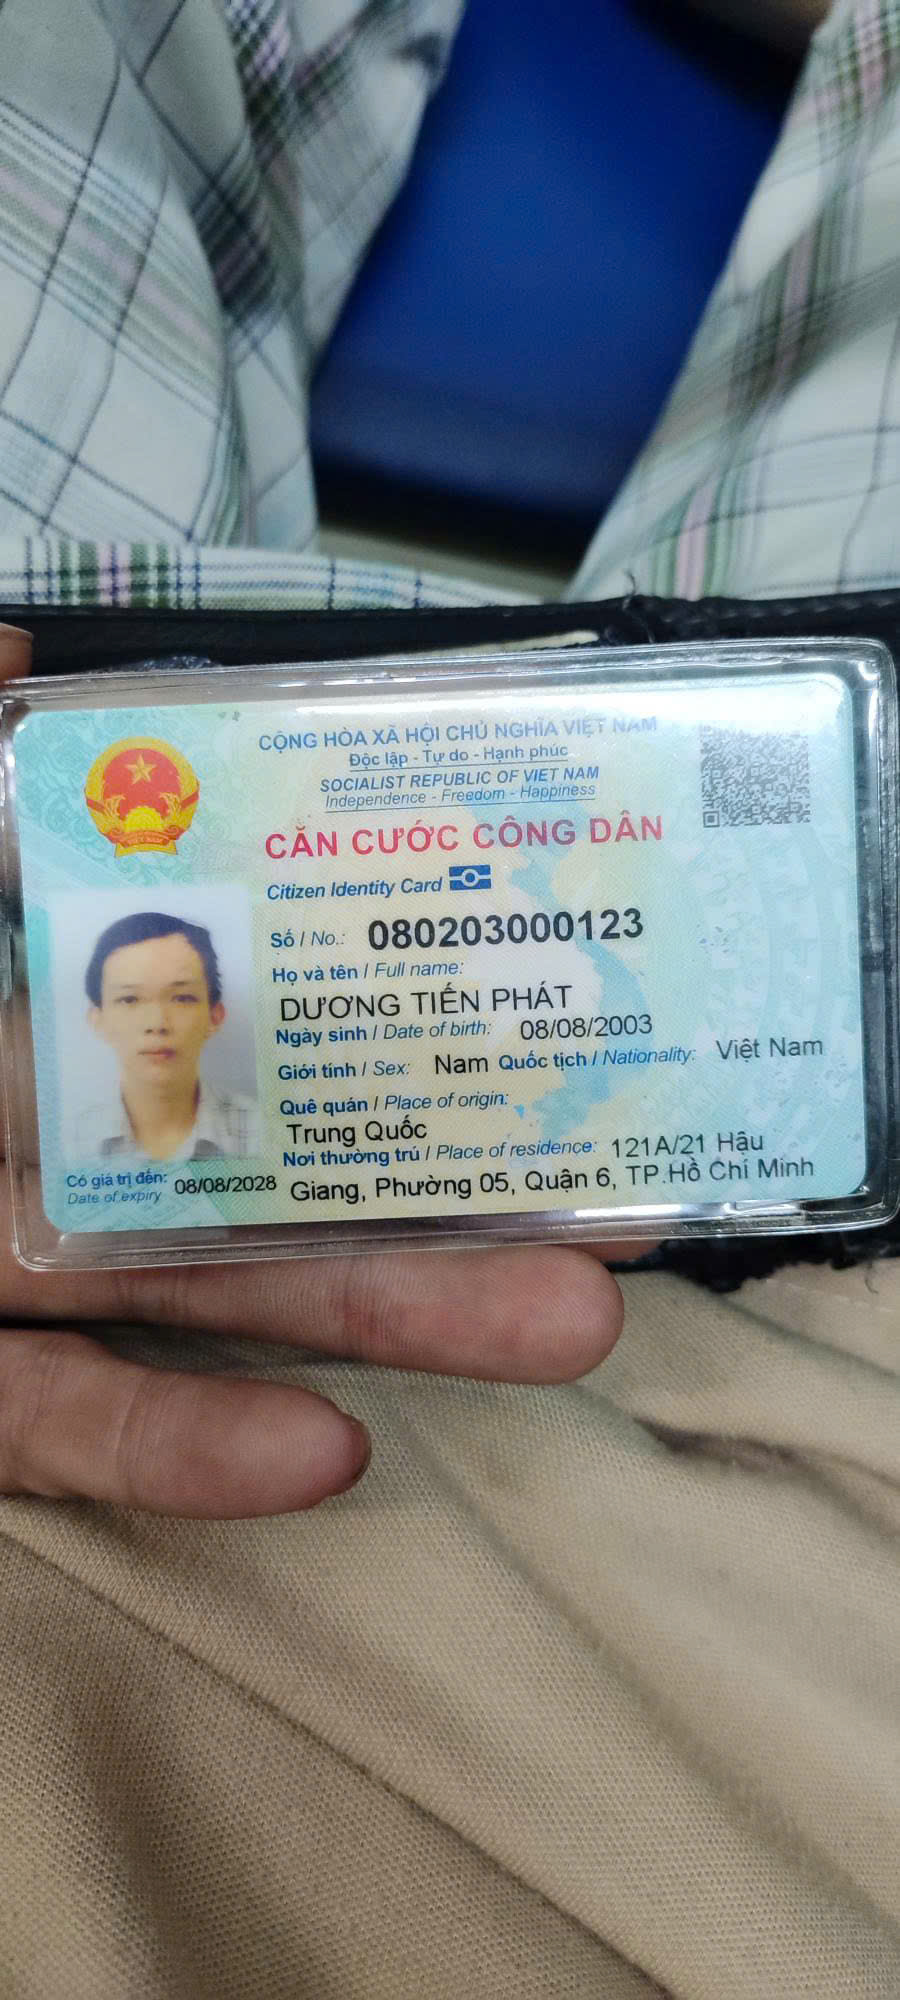 CỘNG HÒA XÃ HỘI CHỦ NGHĨA VIỆT NAM
Độc lập - Tự do - Hạnh phúc
SOCIALIST REPUBLIC OF VIET NAM
Independence - Freedom - Happiness
CĂN CƯỚC CÔNG DÂN
Citizen Identity Card
Số / No.: 080203000123
Họ và tên / Full name:
DƯƠNG TIẾN PHÁT
Ngày sinh / Date of birth: 08/08/2003
Giới tính / Sex: Nam Quốc tịch / Nationality: Việt Nam
Quê quán / Place of origin:
Trung Quốc
Nơi thường trú / Place of residence: 121A/21 Hậu
Giang, Phường 05, Quận 6, TP.Hồ Chí Minh
Có giá trị đến: 08/08/2028
Date of expiry
VIỆT NAM